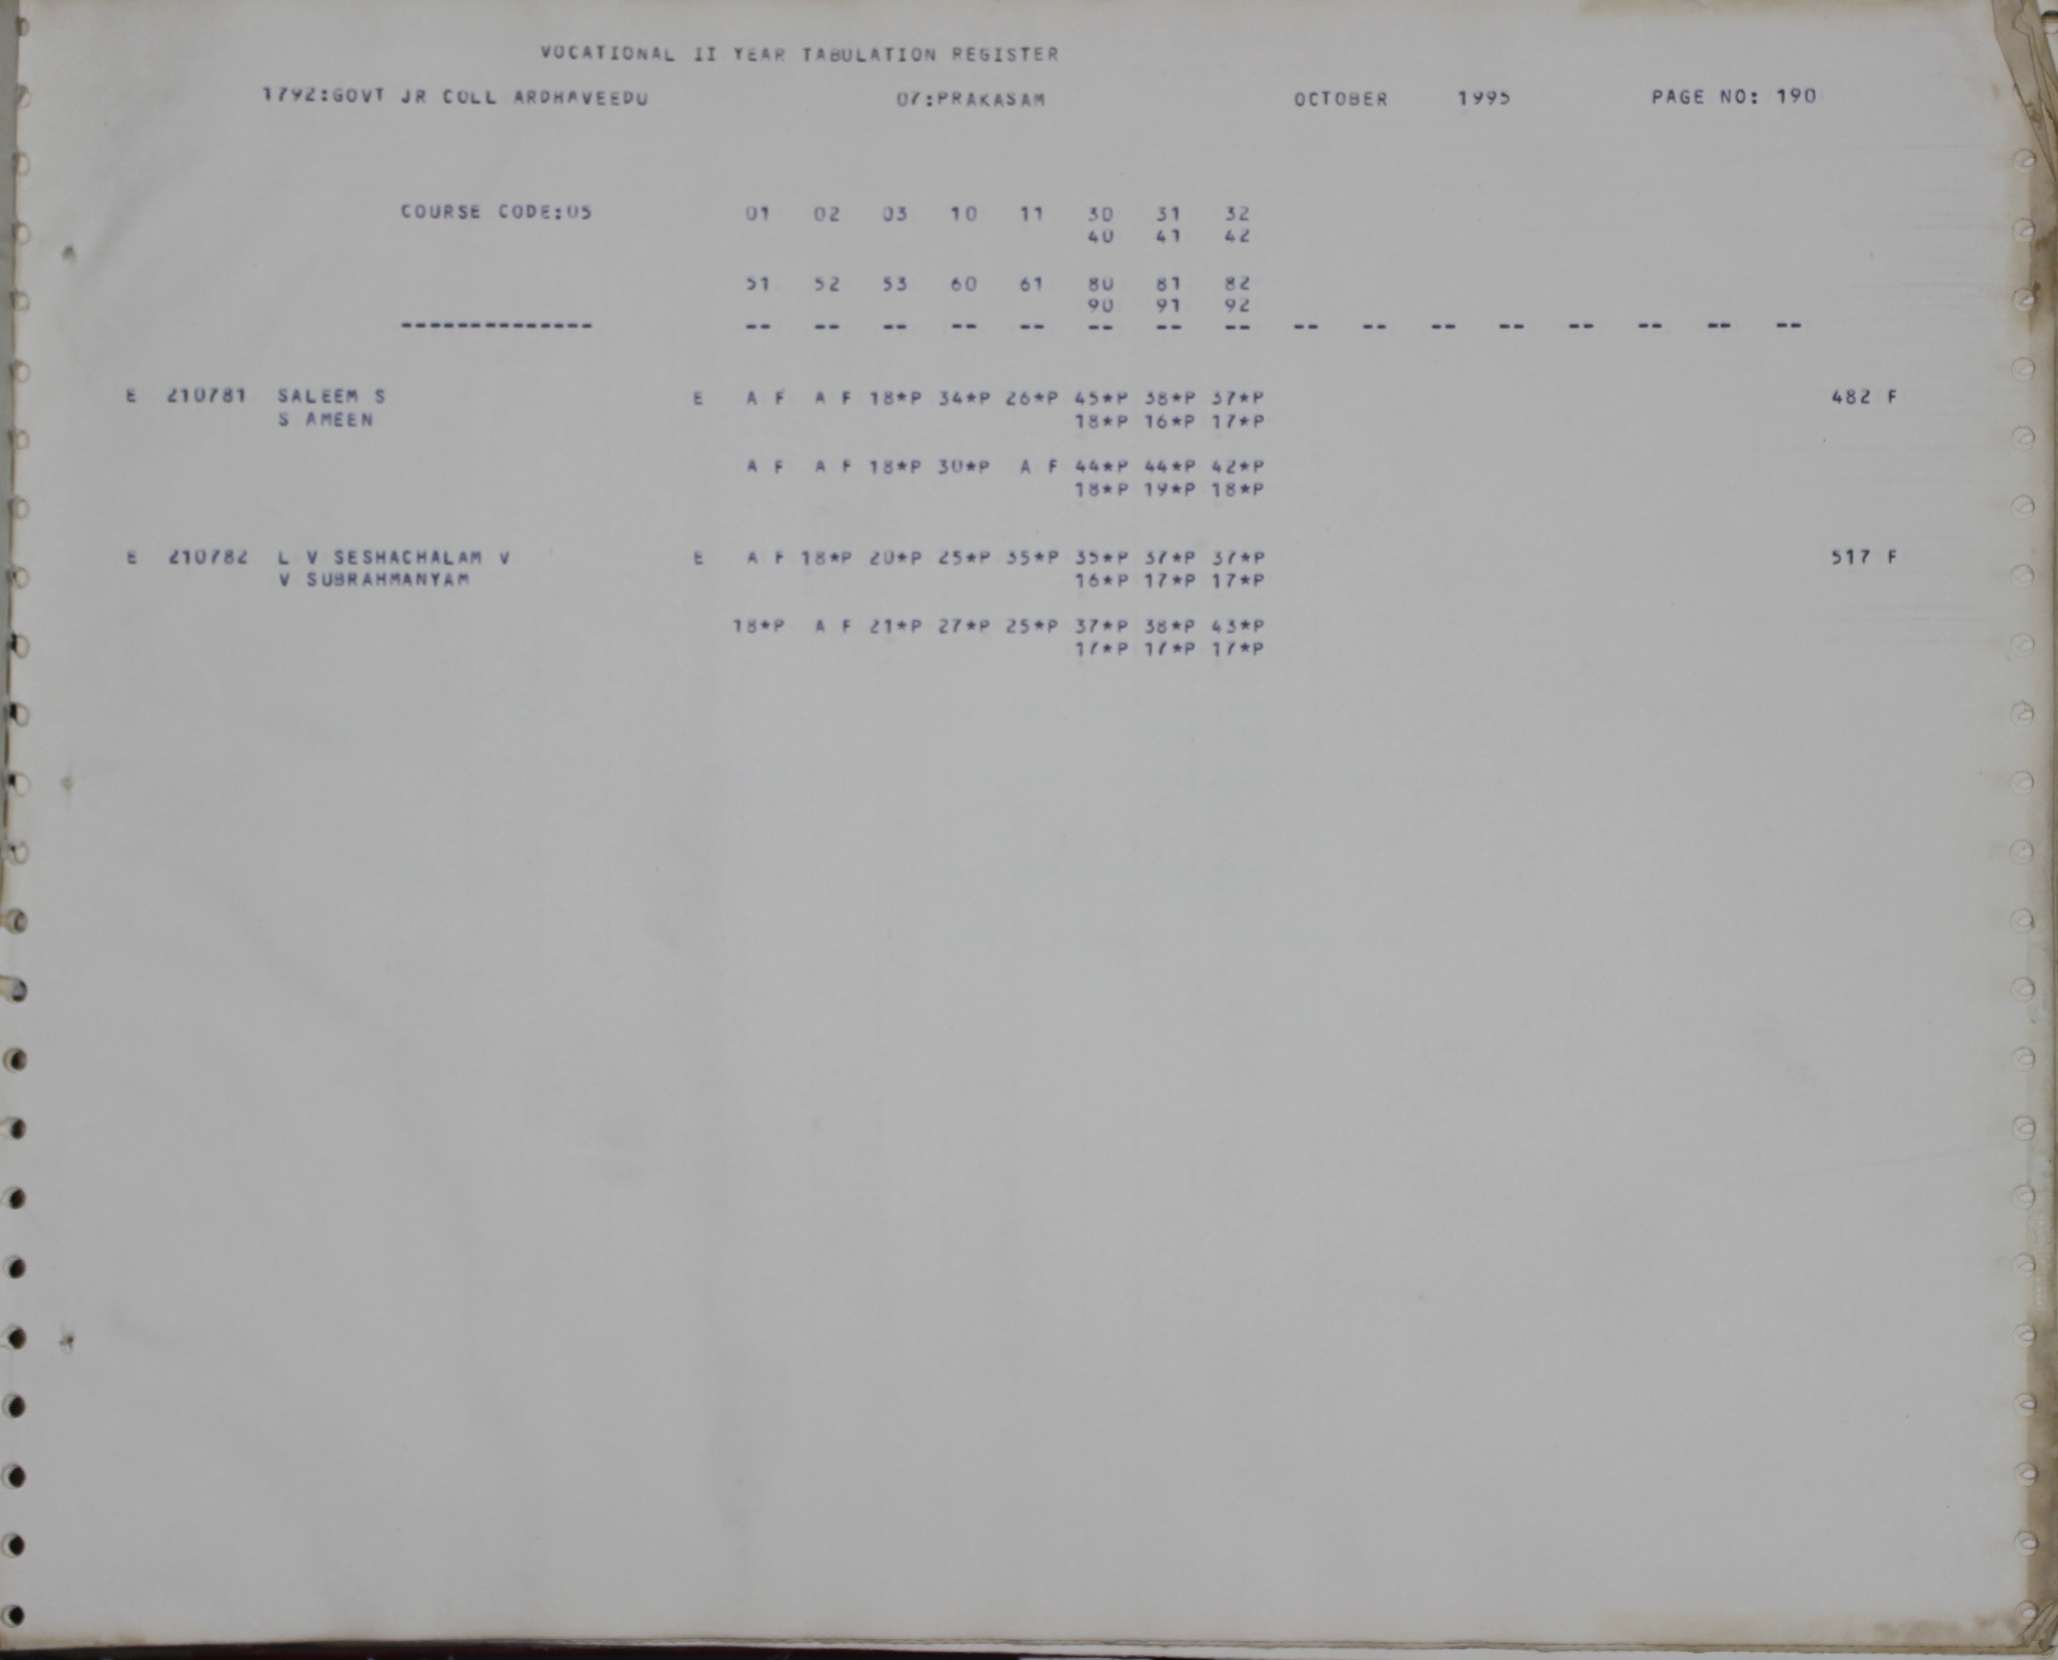 VOCATIONAL II YEAR TABULATION REGISTER
1792:GOVT JR COLL ARDHAVEEDU 07:PRAKASAM OCTOBER 1995 PAGE NO: 190
COURSE CODE:05 01 02 03 10 11 30 31 32
40 41 42
51 52 53 60 61 80 81 82
90 91 92
-------------- -- -- -- -- -- -- -- -- -- -- -- -- -- -- -- --
E 210781 SALEEM S E A F A F 18*P 34*P 26*P 45*P 38*P 37*P 482 F
S AMEEN 18*P 16*P 17*P
A F A F 18*P 30*P A F 44*P 44*P 42*P
18*P 19*P 18*P
E 210782 L V SESHACHALAM V E A F 18*P 20*P 25*P 35*P 35*P 37*P 37*P 517 F
V SUBRAHMANYAM 16*P 17*P 17*P
18*P A F 21*P 27*P 25*P 37*P 38*P 43*P
17*P 17*P 17*P